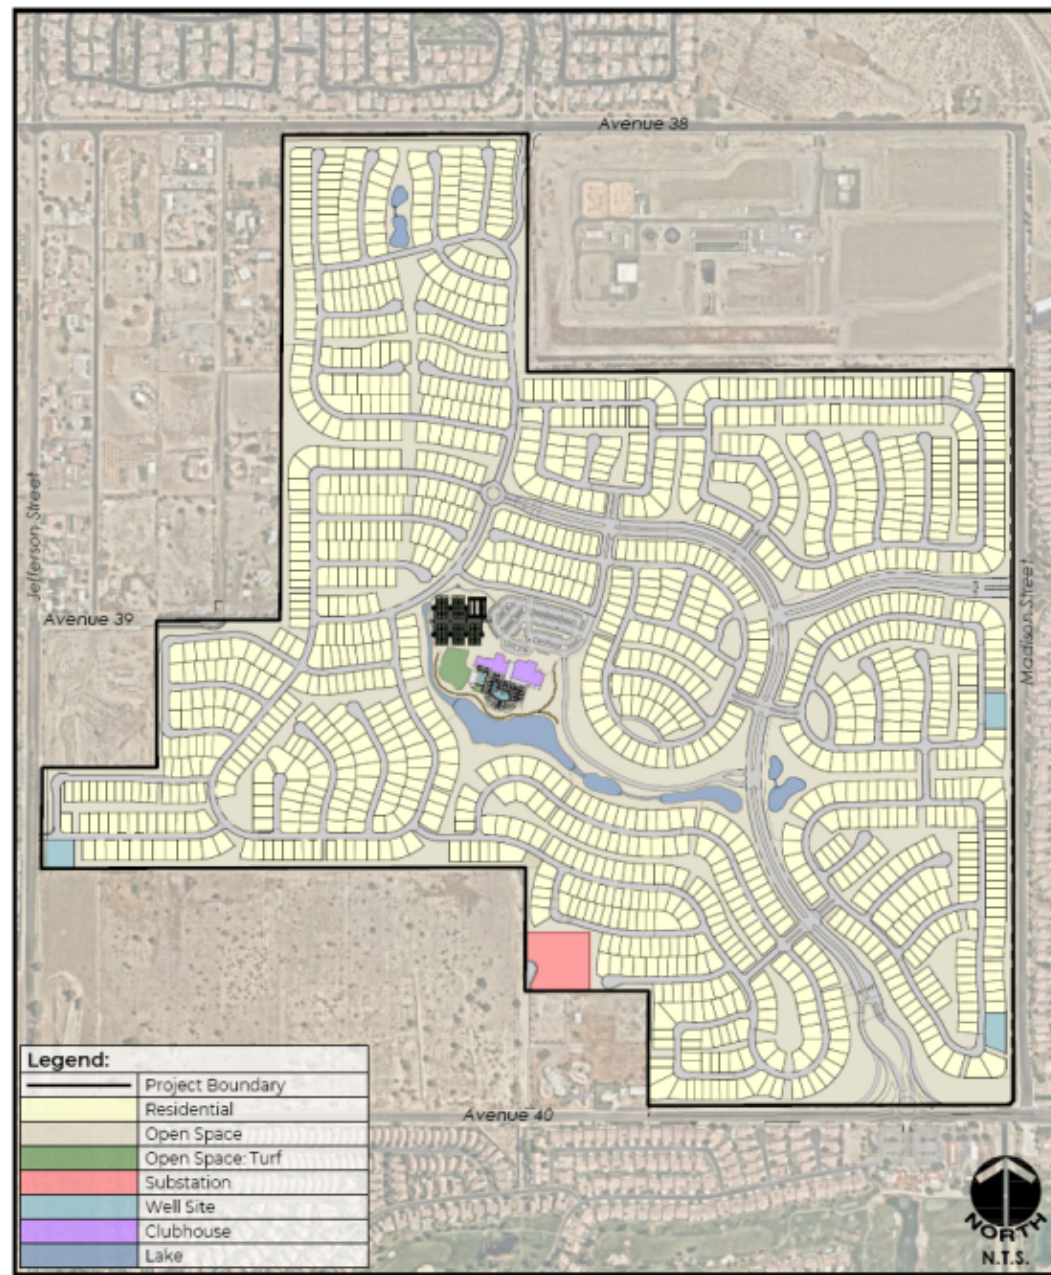 Avenue 38
Jefferson Street
Avenue 39
Madison Street
Avenue 40
Legend:
Project Boundary
Residential
Open Space
Open Space: Turf
Substation
Well Site
Clubhouse
Lake
NORTH
N.T.S.